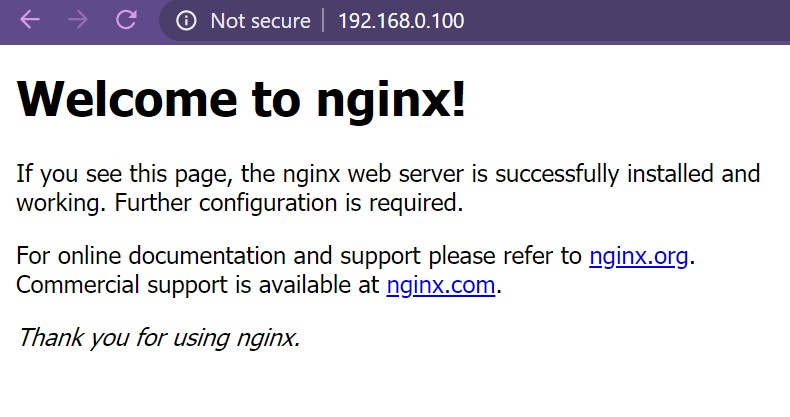 Not secure | 192.168.0.100
Welcome to nginx!
If you see this page, the nginx web server is successfully installed and
working. Further configuration is required.
For online documentation and support please refer to nginx.org.
Commercial support is available at nginx.com.
Thank you for using nginx.